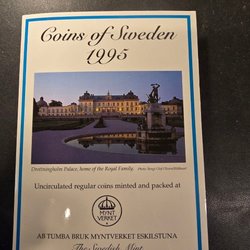 Coins of Sweden
1995
Drottningholm Palace, home of the Royal Family.
Uncirculated regular coins minted and packed at
MYNT
VERKET
AB TUMBA BRUK MYNTVERKET ESKILSTUNA
The Swedish Mint